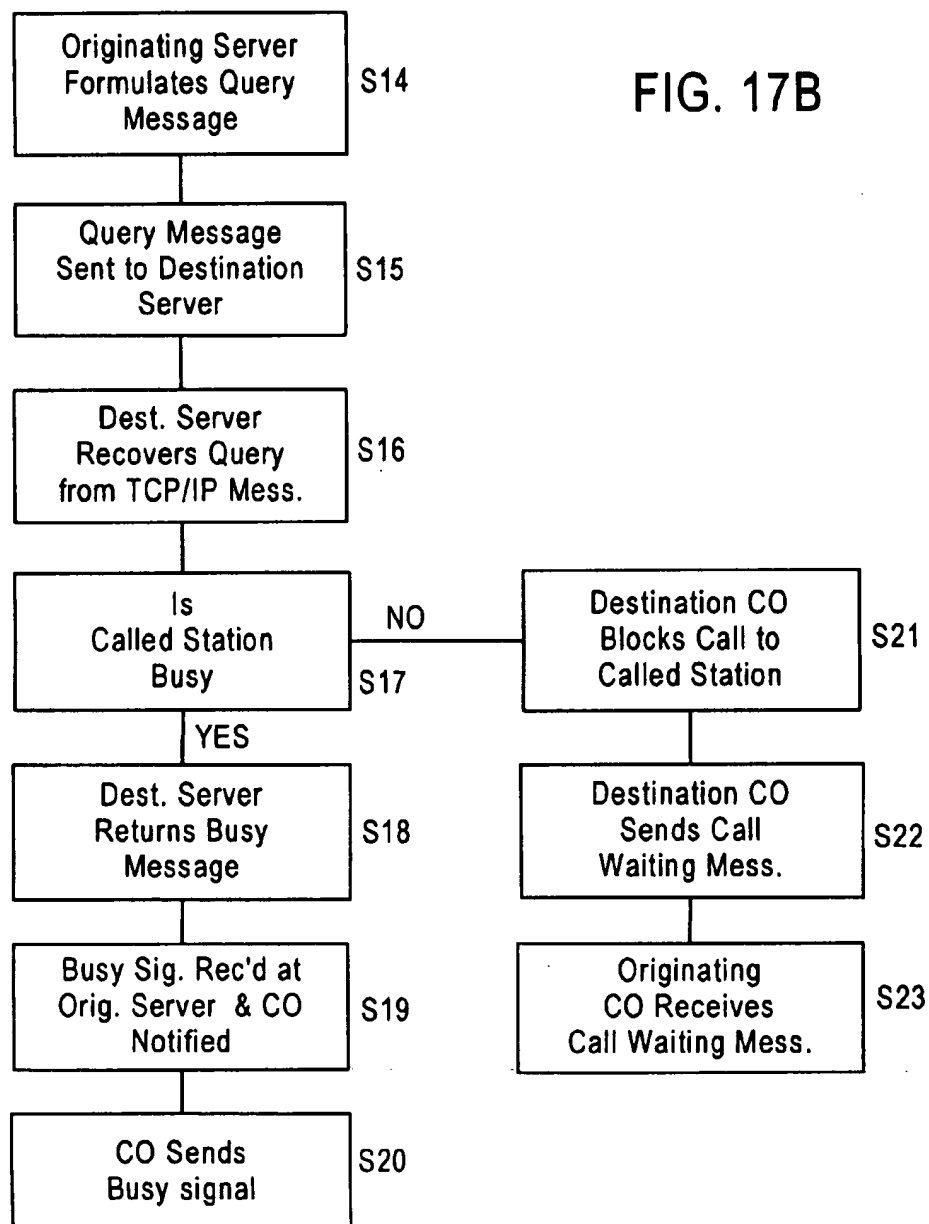 FIG. 17B
Originating Server
Formulates Query
Message
S14
Query Message
Sent to Destination
Server
S15
Dest. Server
Recovers Query
from TCP/IP Mess.
S16
Is
Called Station
Busy
S17
NO
YES
Dest. Server
Returns Busy
Message
S18
Busy Sig. Rec'd at
Orig. Server & CO
Notified
S19
CO Sends
Busy signal
S20
Destination CO
Blocks Call to
Called Station
S21
Destination CO
Sends Call
Waiting Mess.
S22
Originating
CO Receives
Call Waiting Mess.
S23